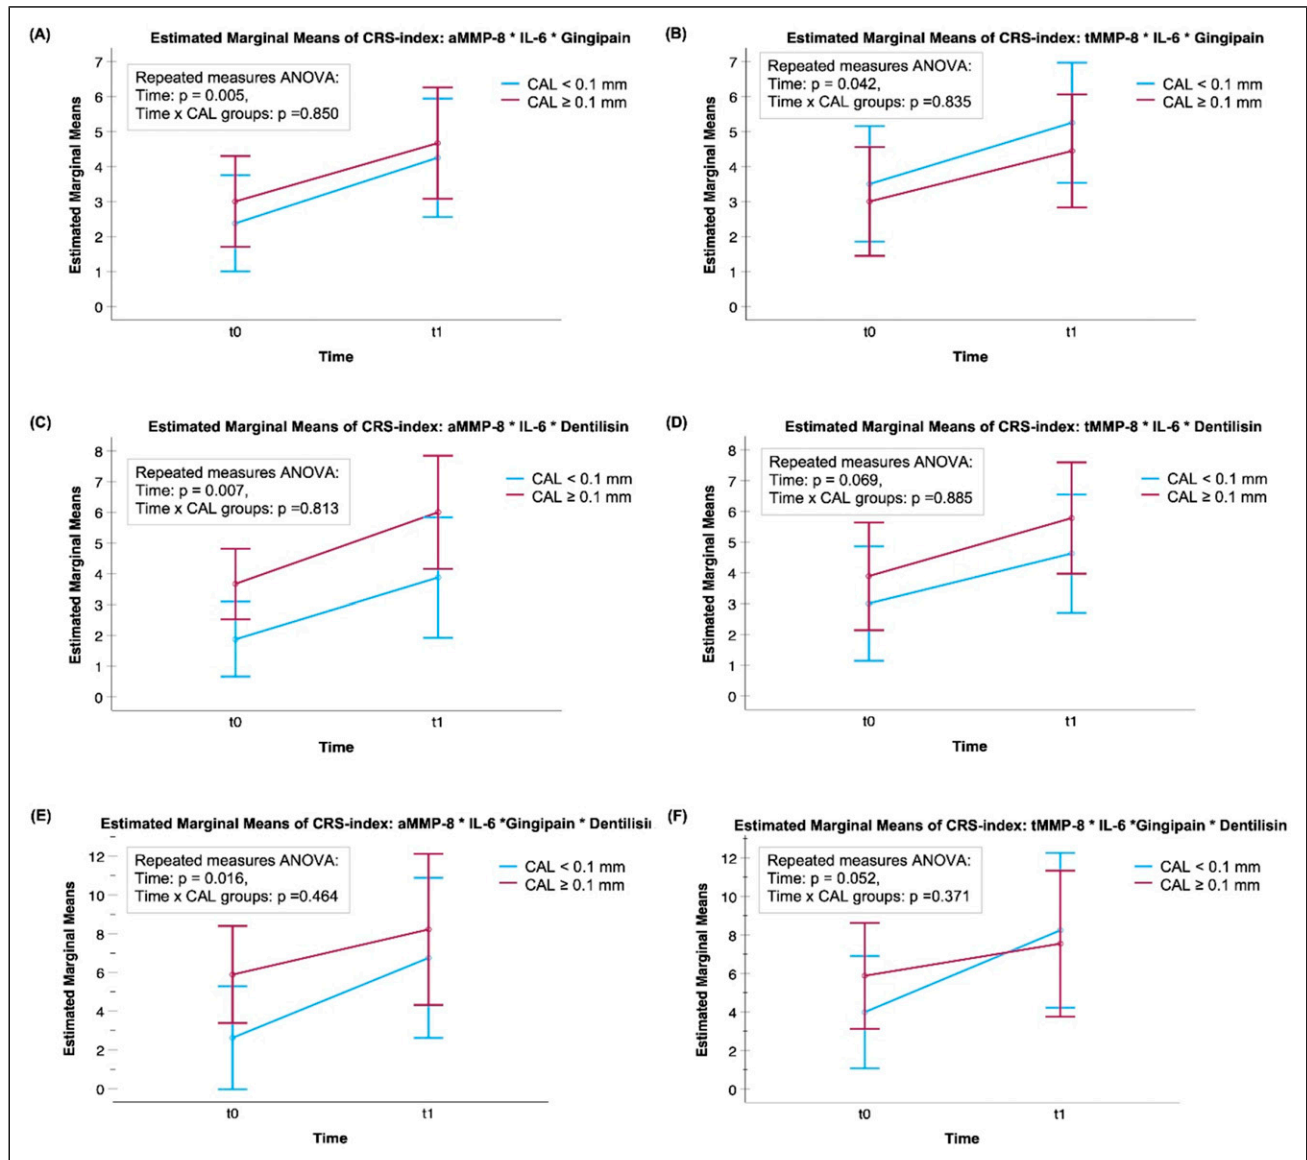 (A)
Estimated Marginal Means of CRS-index: aMMP-8 * IL-6 * Gingipain
Repeated measures ANOVA:
Time: p = 0.005,
Time x CAL groups: p =0.850
CAL < 0.1 mm
CAL ≥ 0.1 mm
Estimated Marginal Means
7
6
5
4
3
2
1
0
t0
t1
Time
(B)
Estimated Marginal Means of CRS-index: tMMP-8 * IL-6 * Gingipain
Repeated measures ANOVA:
Time: p = 0.042,
Time x CAL groups: p =0.835
CAL < 0.1 mm
CAL ≥ 0.1 mm
Estimated Marginal Means
7
6
5
4
3
2
1
0
t0
t1
Time
(C)
Estimated Marginal Means of CRS-index: aMMP-8 * IL-6 * Dentilisin
Repeated measures ANOVA:
Time: p = 0.007,
Time x CAL groups: p =0.813
CAL < 0.1 mm
CAL ≥ 0.1 mm
Estimated Marginal Means
8
7
6
5
4
3
2
1
0
t0
t1
Time
(D)
Estimated Marginal Means of CRS-index: tMMP-8 * IL-6 * Dentilisin
Repeated measures ANOVA:
Time: p = 0.069,
Time x CAL groups: p =0.885
CAL < 0.1 mm
CAL ≥ 0.1 mm
Estimated Marginal Means
8
7
6
5
4
3
2
1
0
t0
t1
Time
(E)
Estimated Marginal Means of CRS-index: aMMP-8 * IL-6 *Gingipain * Dentilisin
Repeated measures ANOVA:
Time: p = 0.016,
Time x CAL groups: p =0.464
CAL < 0.1 mm
CAL ≥ 0.1 mm
Estimated Marginal Means
12
10
8
6
4
2
0
t0
t1
Time
(F)
Estimated Marginal Means of CRS-index: tMMP-8 * IL-6 *Gingipain * Dentilisin
Repeated measures ANOVA:
Time: p = 0.052,
Time x CAL groups: p =0.371
CAL < 0.1 mm
CAL ≥ 0.1 mm
Estimated Marginal Means
12
10
8
6
4
2
0
t0
t1
Time